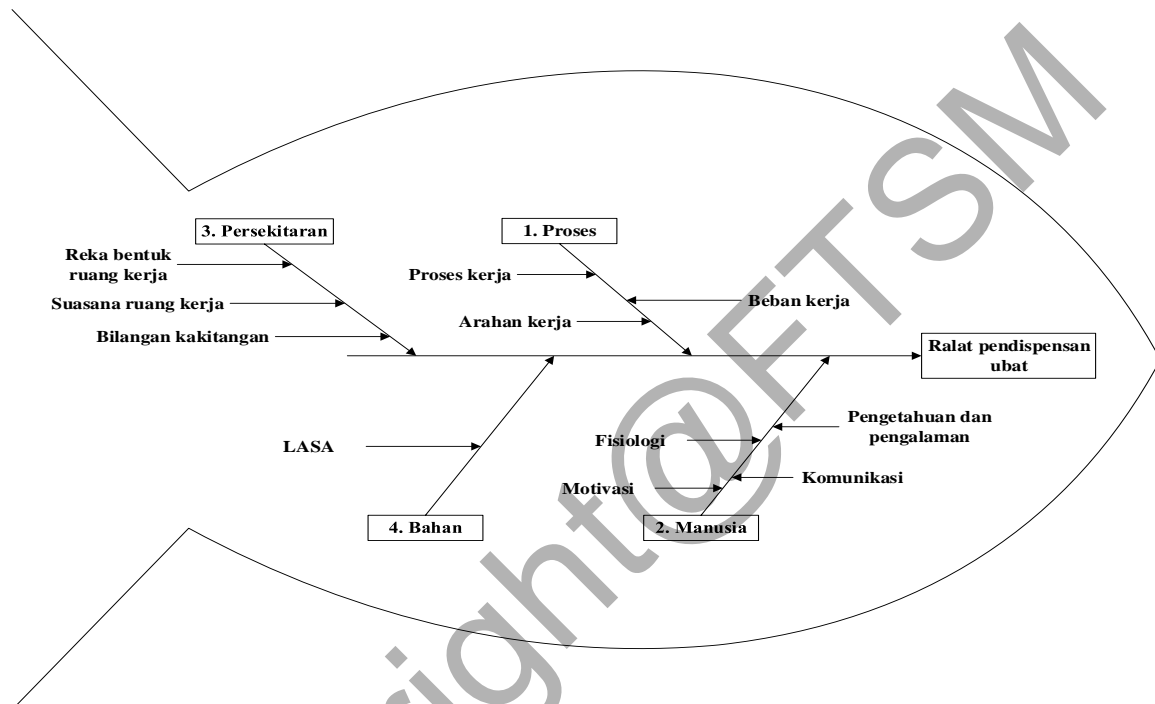 3. Persekitaran
1. Proses
Reka bentuk
ruang kerja
Proses kerja
Suasana ruang kerja
Beban kerja
Arahan kerja
Bilangan kakitangan
Ralat pendispensan
ubat
Pengetahuan dan
pengalaman
LASA
Fisiologi
Komunikasi
Motivasi
4. Bahan
2. Manusia
right@FTSM